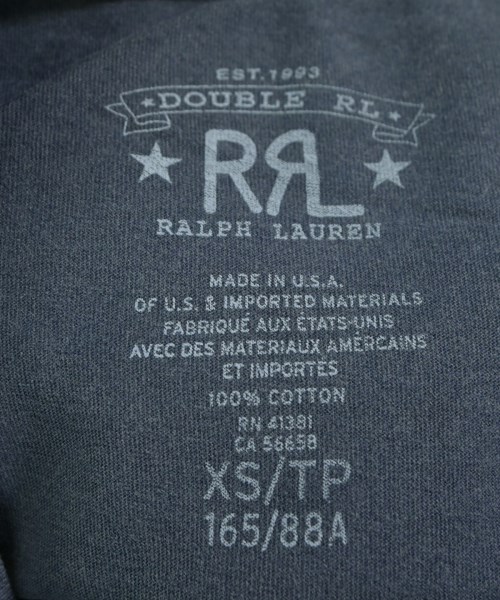 EST.1993
★DOUBLE RL★
★ RRL ★
RALPH LAUREN
MADE IN U.S.A.
OF U.S. & IMPORTED MATERIALS
FABRIQUÉ AUX ÉTATS-UNIS
AVEC DES MATERIAUX AMÉRCAINS
ET IMPORTÉS
100% COTTON
RN 41381
CA 56658
XS/TP
165/88A